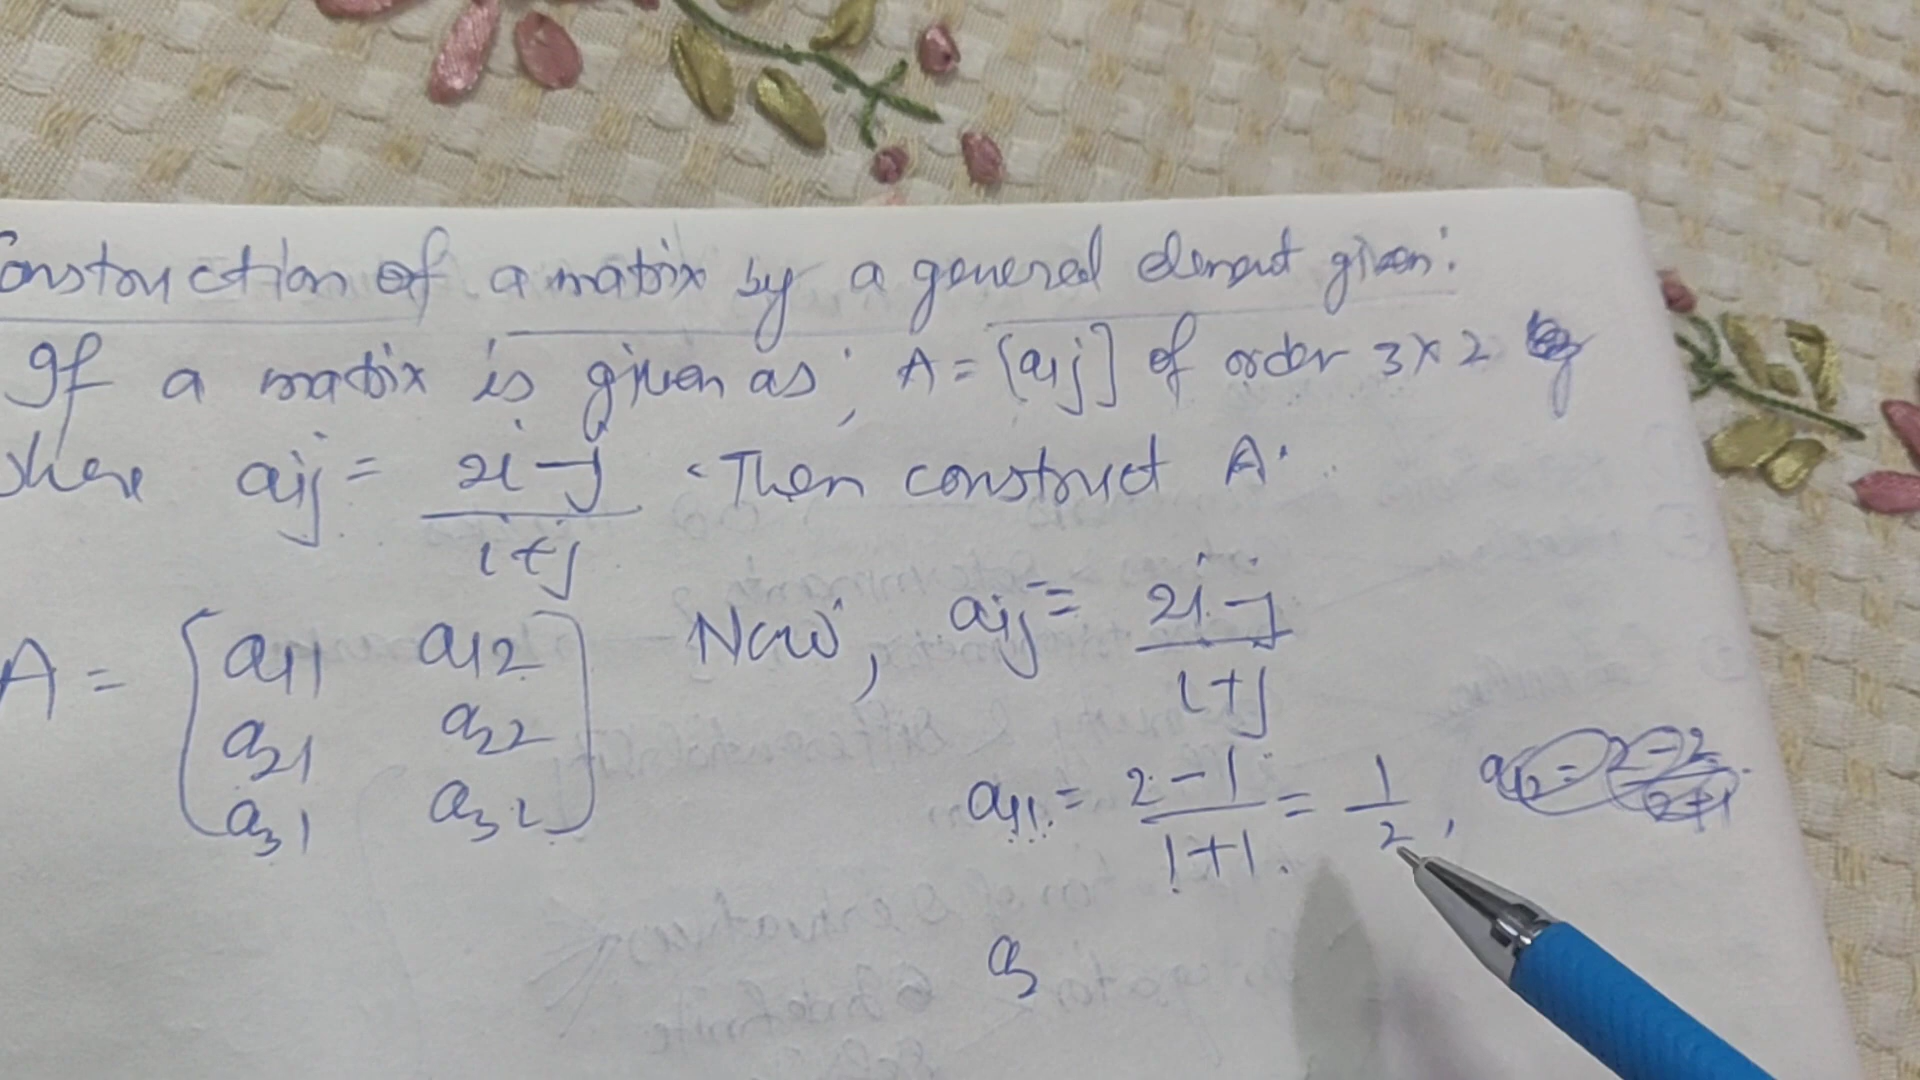 onstruction of a matrix by a general element given:
If a matrix is given as, A = [aij] of order 3×2
where aij = 2i-j / i+j . Then construct A.
A = [ a11 a12 Now, aij = 2i-j / i+j
a21 a22
a31 a32 ] a11 = 2-1 / 1+1 = 1/2,
a2